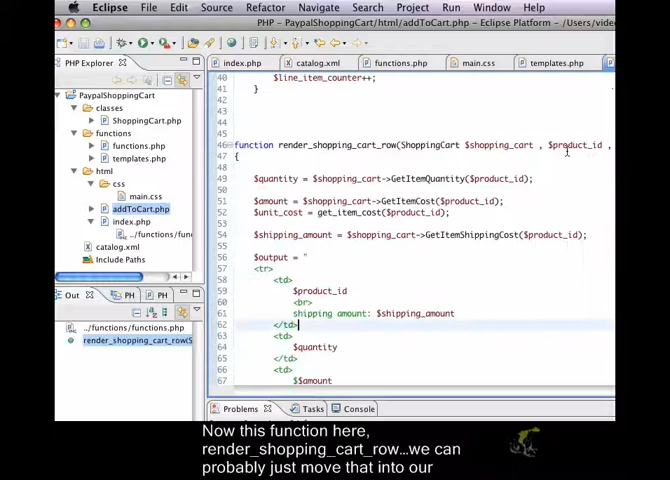 Eclipse File Edit Source Refactor Navigate Search Project Run Window Help
PHP – PaypalShoppingCart/html/addToCart.php – Eclipse Platform – /Users/video
PHP Explorer
index.php catalog.xml functions.php main.css templates.php
PaypalShoppingCart
classes
ShoppingCart.php
functions
functions.php
templates.php
html
css
main.css
addToCart.php
index.php
../functions/fun
catalog.xml
Include Paths
Out PH PH
../functions/functions.php
render_shopping_cart_row(S
40 $line_item_counter++;
41 }
42
43
44
45
46 function render_shopping_cart_row(ShoppingCart $shopping_cart , $product_id ,
47 {
48
49 $quantity = $shopping_cart->GetItemQuantity($product_id);
50
51 $amount = $shopping_cart->GetItemCost($product_id);
52 $unit_cost = get_item_cost($product_id);
53
54 $shipping_amount = $shopping_cart->GetItemShippingCost($product_id);
55
56 $output = "
57 <tr>
58 <td>
59 $product_id
60 <br>
61 shipping amount: $shipping_amount
62 </td>
63 <td>
64 $quantity
65 </td>
66 <td>
67 $$amount
Problems Tasks Console
Now this function here,
render_shopping_cart_row...we can
probably just move that into our